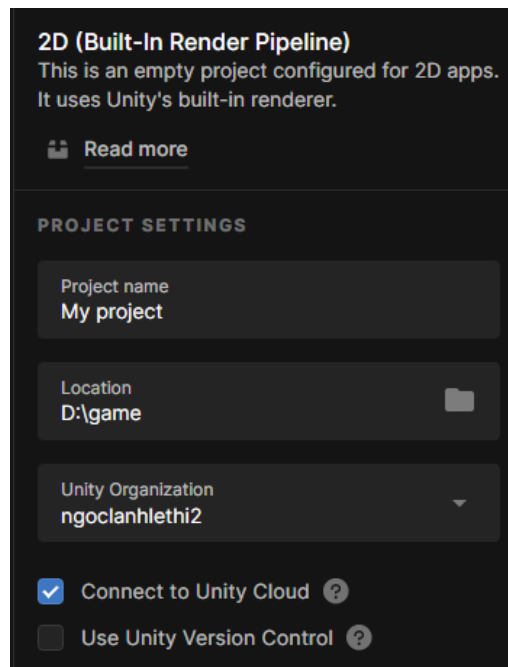 2D (Built-In Render Pipeline)
This is an empty project configured for 2D apps.
It uses Unity's built-in renderer.
Read more
PROJECT SETTINGS
Project name
My project
Location
D:\game
Unity Organization
ngoclanhlethi2
Connect to Unity Cloud ?
Use Unity Version Control ?